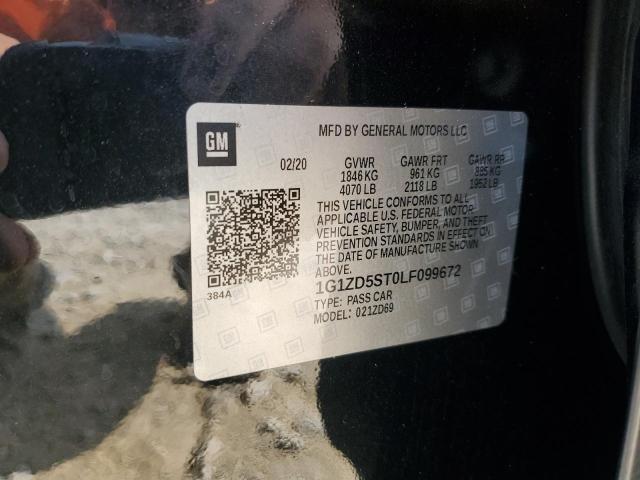 GM
MFD BY GENERAL MOTORS LLC
02/20 GVWR GAWR FRT GAWR RR
1846 KG 961 KG 885 KG
4070 LB 2118 LB 1952 LB
THIS VEHICLE CONFORMS TO ALL
APPLICABLE U.S. FEDERAL MOTOR
VEHICLE SAFETY, BUMPER, AND THEFT
PREVENTION STANDARDS IN EFFECT ON
THE DATE OF MANUFACTURE SHOWN
ABOVE.
384A
1G1ZD5ST0LF099672
TYPE: PASS CAR
MODEL: 021ZD69